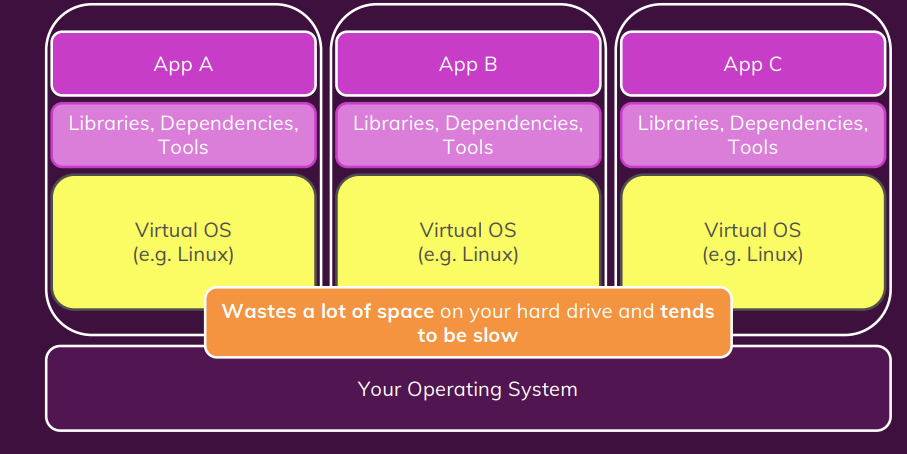 App A
App B
App C
Libraries, Dependencies,
Tools
Libraries, Dependencies,
Tools
Libraries, Dependencies,
Tools
Virtual OS
(e.g. Linux)
Virtual OS
(e.g. Linux)
Virtual OS
(e.g. Linux)
Wastes a lot of space on your hard drive and tends
to be slow
Your Operating System